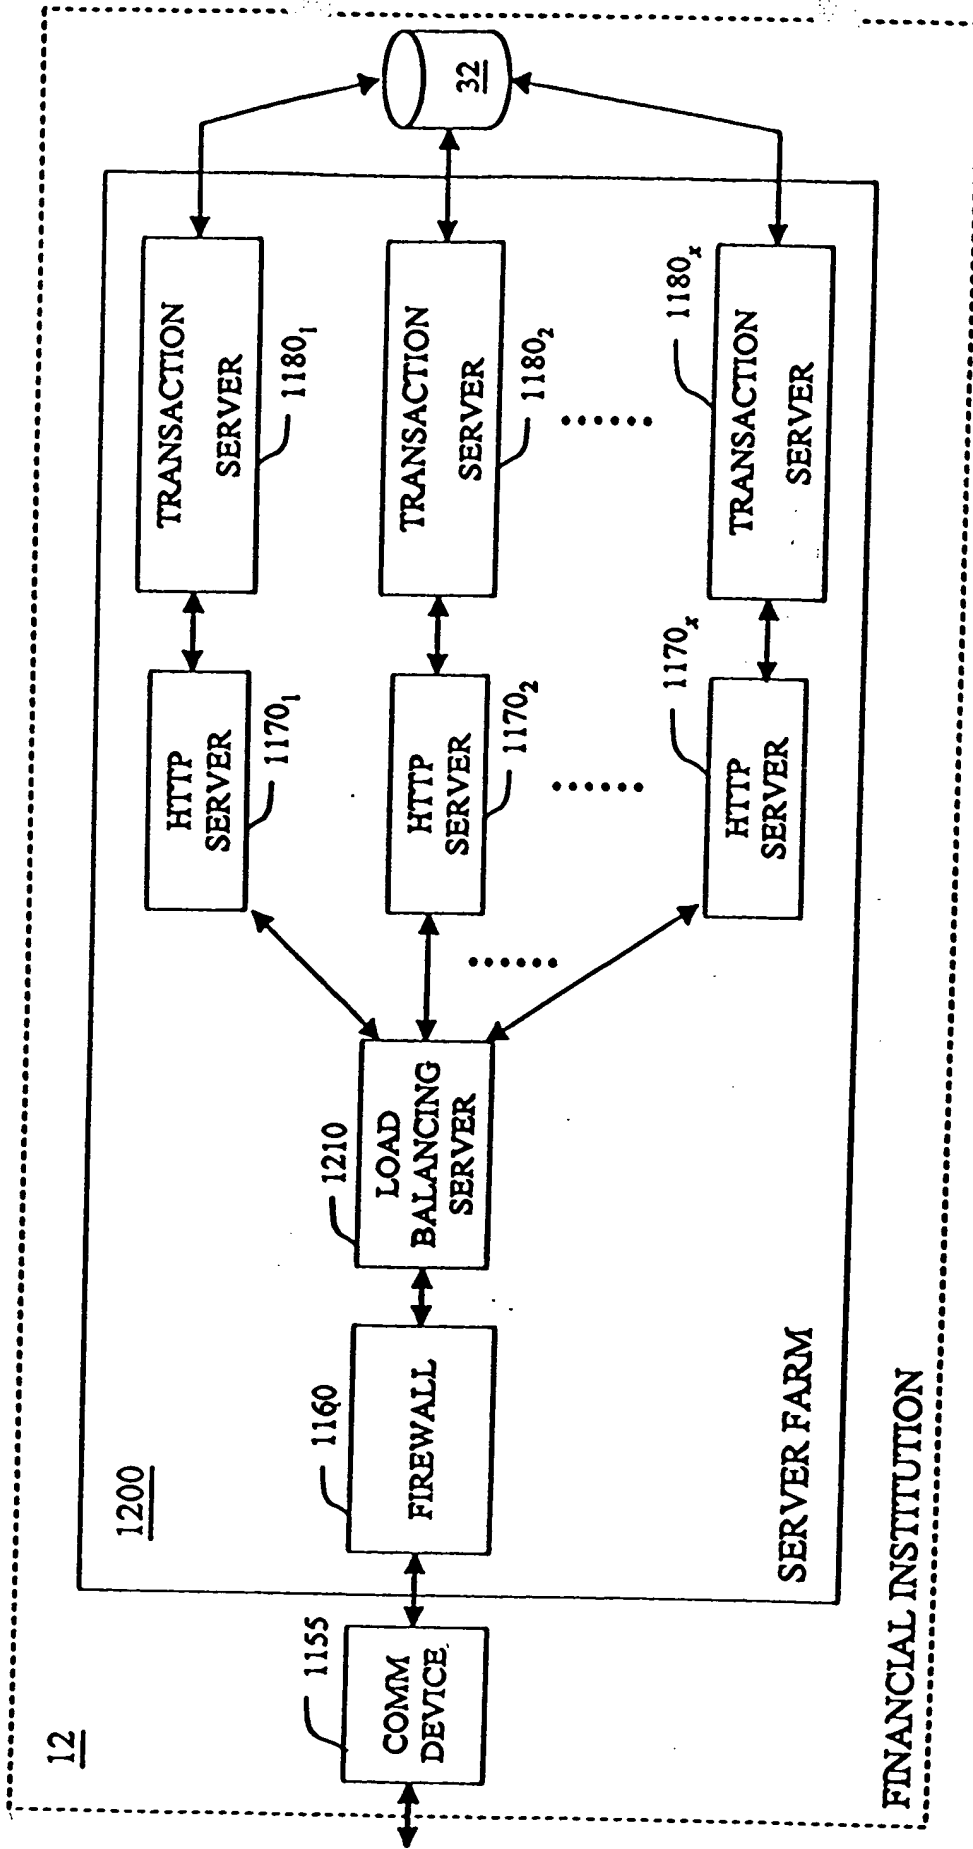 12
1155
COMM
DEVICE
1200
1160
FIREWALL
1210
LOAD
BALANCING
SERVER
HTTP
SERVER
1170₁
HTTP
SERVER
1170₂
1170ₓ
HTTP
SERVER
TRANSACTION
SERVER
1180₁
TRANSACTION
SERVER
1180₂
1180ₓ
TRANSACTION
SERVER
32
SERVER FARM
FINANCIAL INSTITUTION